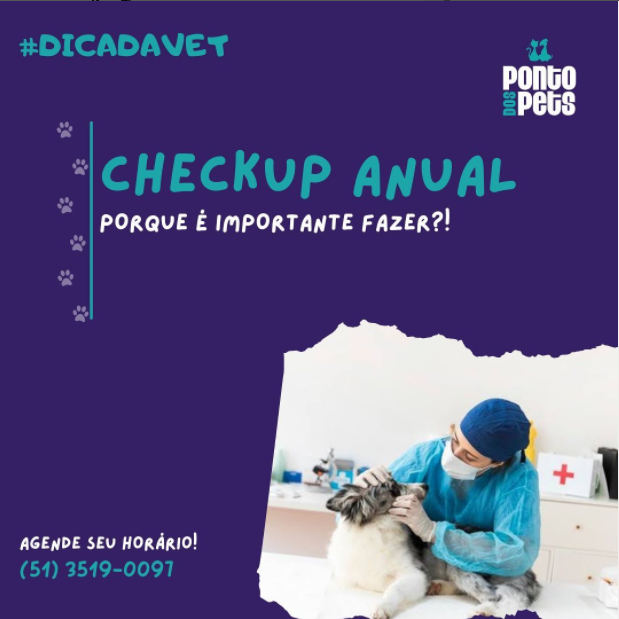 #DICADAVET
PONTO
DOS PETS
CHECKUP ANUAL
PORQUE É IMPORTANTE FAZER?!
AGENDE SEU HORÁRIO!
(51) 3519-0097